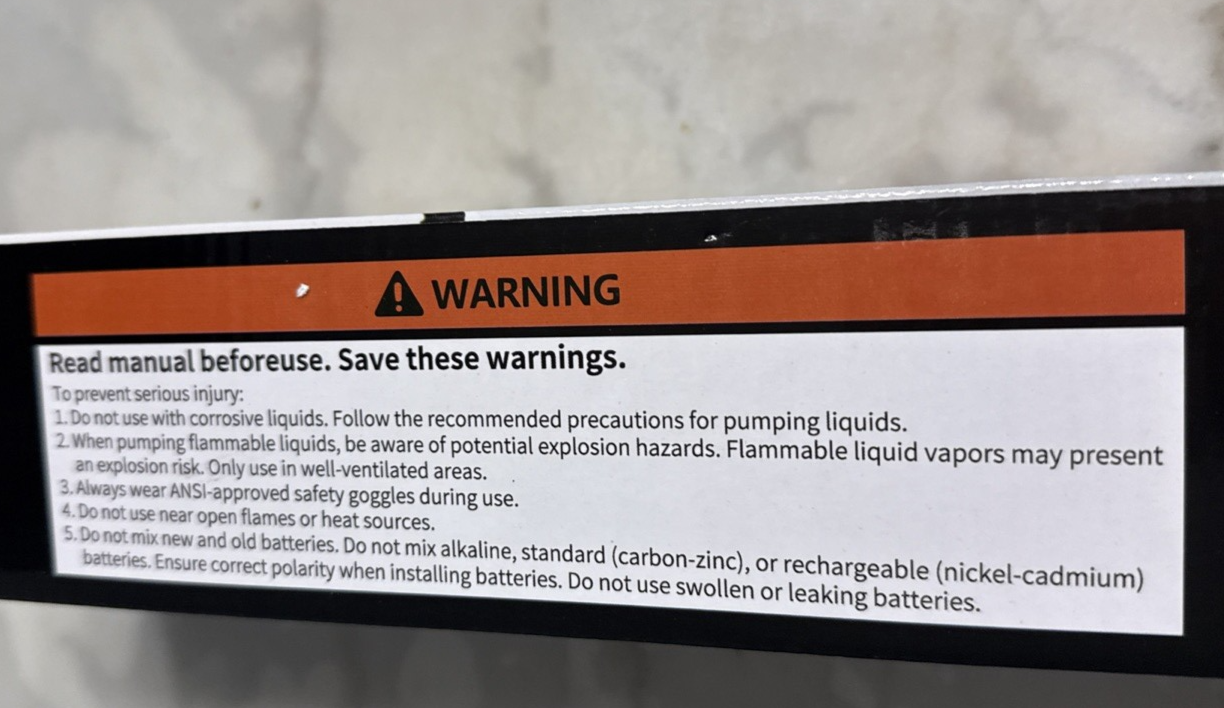 WARNING
Read manual beforeuse. Save these warnings.
To prevent serious injury:
1. Do not use with corrosive liquids. Follow the recommended precautions for pumping liquids.
2. When pumping flammable liquids, be aware of potential explosion hazards. Flammable liquid vapors may present
an explosion risk. Only use in well-ventilated areas.
3. Always wear ANSI-approved safety goggles during use.
4. Do not use near open flames or heat sources.
5. Do not mix new and old batteries. Do not mix alkaline, standard (carbon-zinc), or rechargeable (nickel-cadmium)
batteries. Ensure correct polarity when installing batteries. Do not use swollen or leaking batteries.